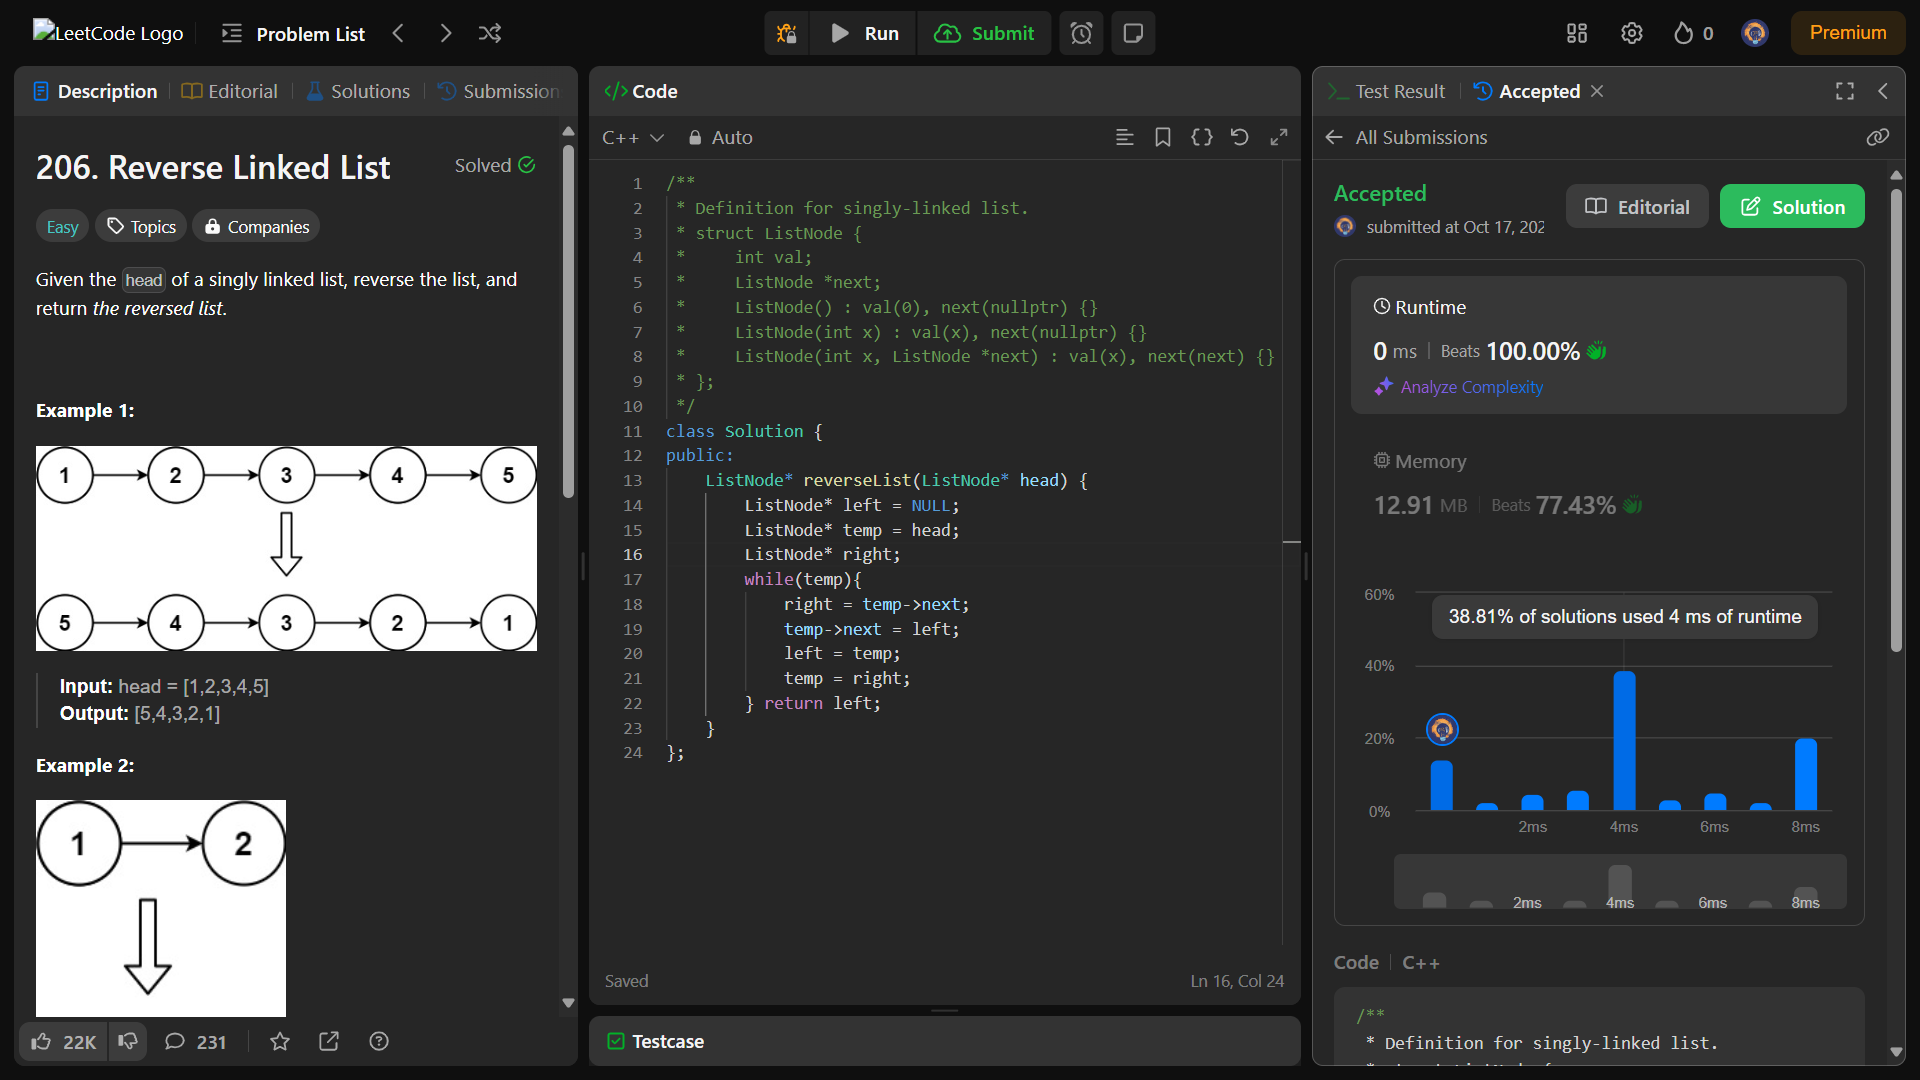 LeetCode Logo
Problem List
Run
Submit
0
Premium
Description
Editorial
Solutions
Submission
206. Reverse Linked List
Solved
Easy
Topics
Companies
Given the head of a singly linked list, reverse the list, and
return the reversed list.
Example 1:
1 2 3 4 5
5 4 3 2 1
Input: head = [1,2,3,4,5]
Output: [5,4,3,2,1]
Example 2:
1 2
22K
231
</> Code
C++
Auto
1 /**
2 * Definition for singly-linked list.
3 * struct ListNode {
4 *     int val;
5 *     ListNode *next;
6 *     ListNode() : val(0), next(nullptr) {}
7 *     ListNode(int x) : val(x), next(nullptr) {}
8 *     ListNode(int x, ListNode *next) : val(x), next(next) {}
9 * };
10 */
11 class Solution {
12 public:
13     ListNode* reverseList(ListNode* head) {
14         ListNode* left = NULL;
15         ListNode* temp = head;
16         ListNode* right;
17         while(temp){
18             right = temp->next;
19             temp->next = left;
20             left = temp;
21             temp = right;
22         } return left;
23     }
24 };
Saved
Ln 16, Col 24
Testcase
Test Result
Accepted
All Submissions
Accepted
submitted at Oct 17, 202
Editorial
Solution
Runtime
0 ms
Beats 100.00%
Analyze Complexity
Memory
12.91 MB
Beats 77.43%
60%
38.81% of solutions used 4 ms of runtime
40%
20%
0%
2ms 4ms 6ms 8ms
2ms 4ms 6ms 8ms
Code
C++
/**
* Definition for singly-linked list.